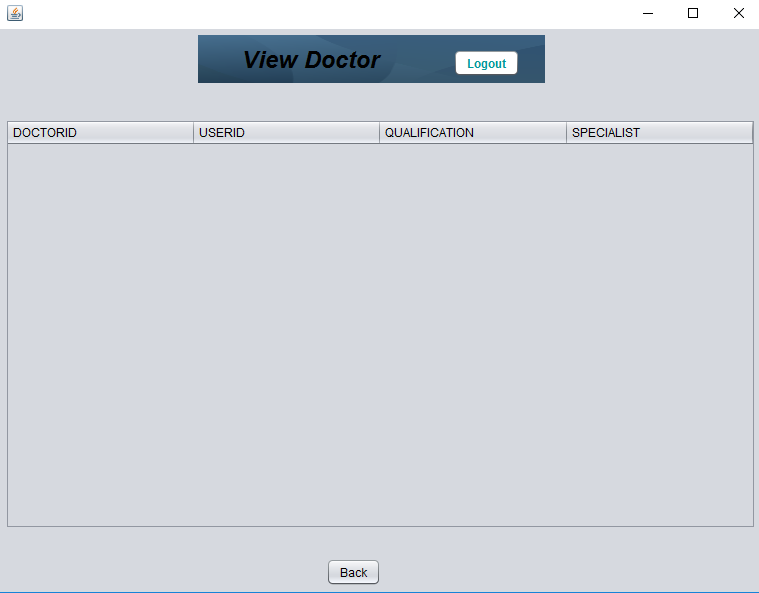 View Doctor
Logout
DOCTORID USERID QUALIFICATION SPECIALIST
Back